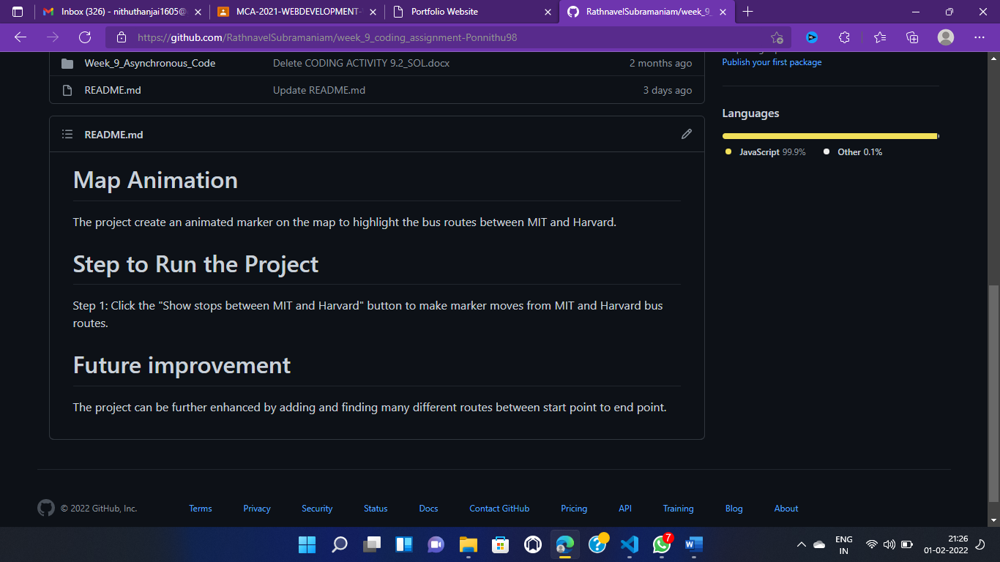 Inbox (326) - nithuthanjai1605@
MCA-2021-WEBDEVELOPMENT-
Portfolio Website
RathnavelSubramaniam/week_9_
https://github.com/RathnavelSubramaniam/week_9_coding_assignment-Ponnithu98
Week_9_Asynchronous_Code Delete CODING ACTIVITY 9.2_SOL.docx 2 months ago
README.md Update README.md 3 days ago
Publish your first package
Languages
JavaScript 99.9% Other 0.1%
README.md
Map Animation
The project create an animated marker on the map to highlight the bus routes between MIT and Harvard.
Step to Run the Project
Step 1: Click the "Show stops between MIT and Harvard" button to make marker moves from MIT and Harvard bus
routes.
Future improvement
The project can be further enhanced by adding and finding many different routes between start point to end point.
© 2022 GitHub, Inc. Terms Privacy Security Status Docs Contact GitHub Pricing API Training Blog About
7
ENG
IN
21:26
01-02-2022